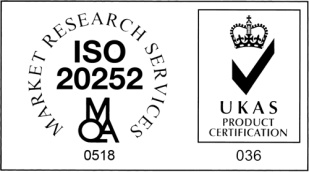 MARKET RESEARCH SERVICES
ISO
20252
MQA
0518
UKAS
PRODUCT
CERTIFICATION
036